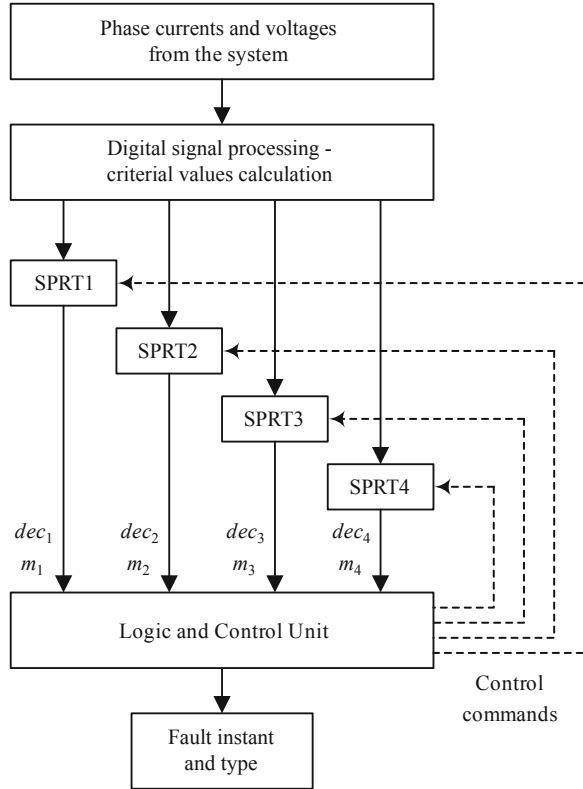 Phase currents and voltages
from the system
Digital signal processing -
criterial values calculation
SPRT1
SPRT2
SPRT3
SPRT4
dec₁ dec₂ dec₃ dec₄
m₁ m₂ m₃ m₄
Logic and Control Unit
Control
commands
Fault instant
and type